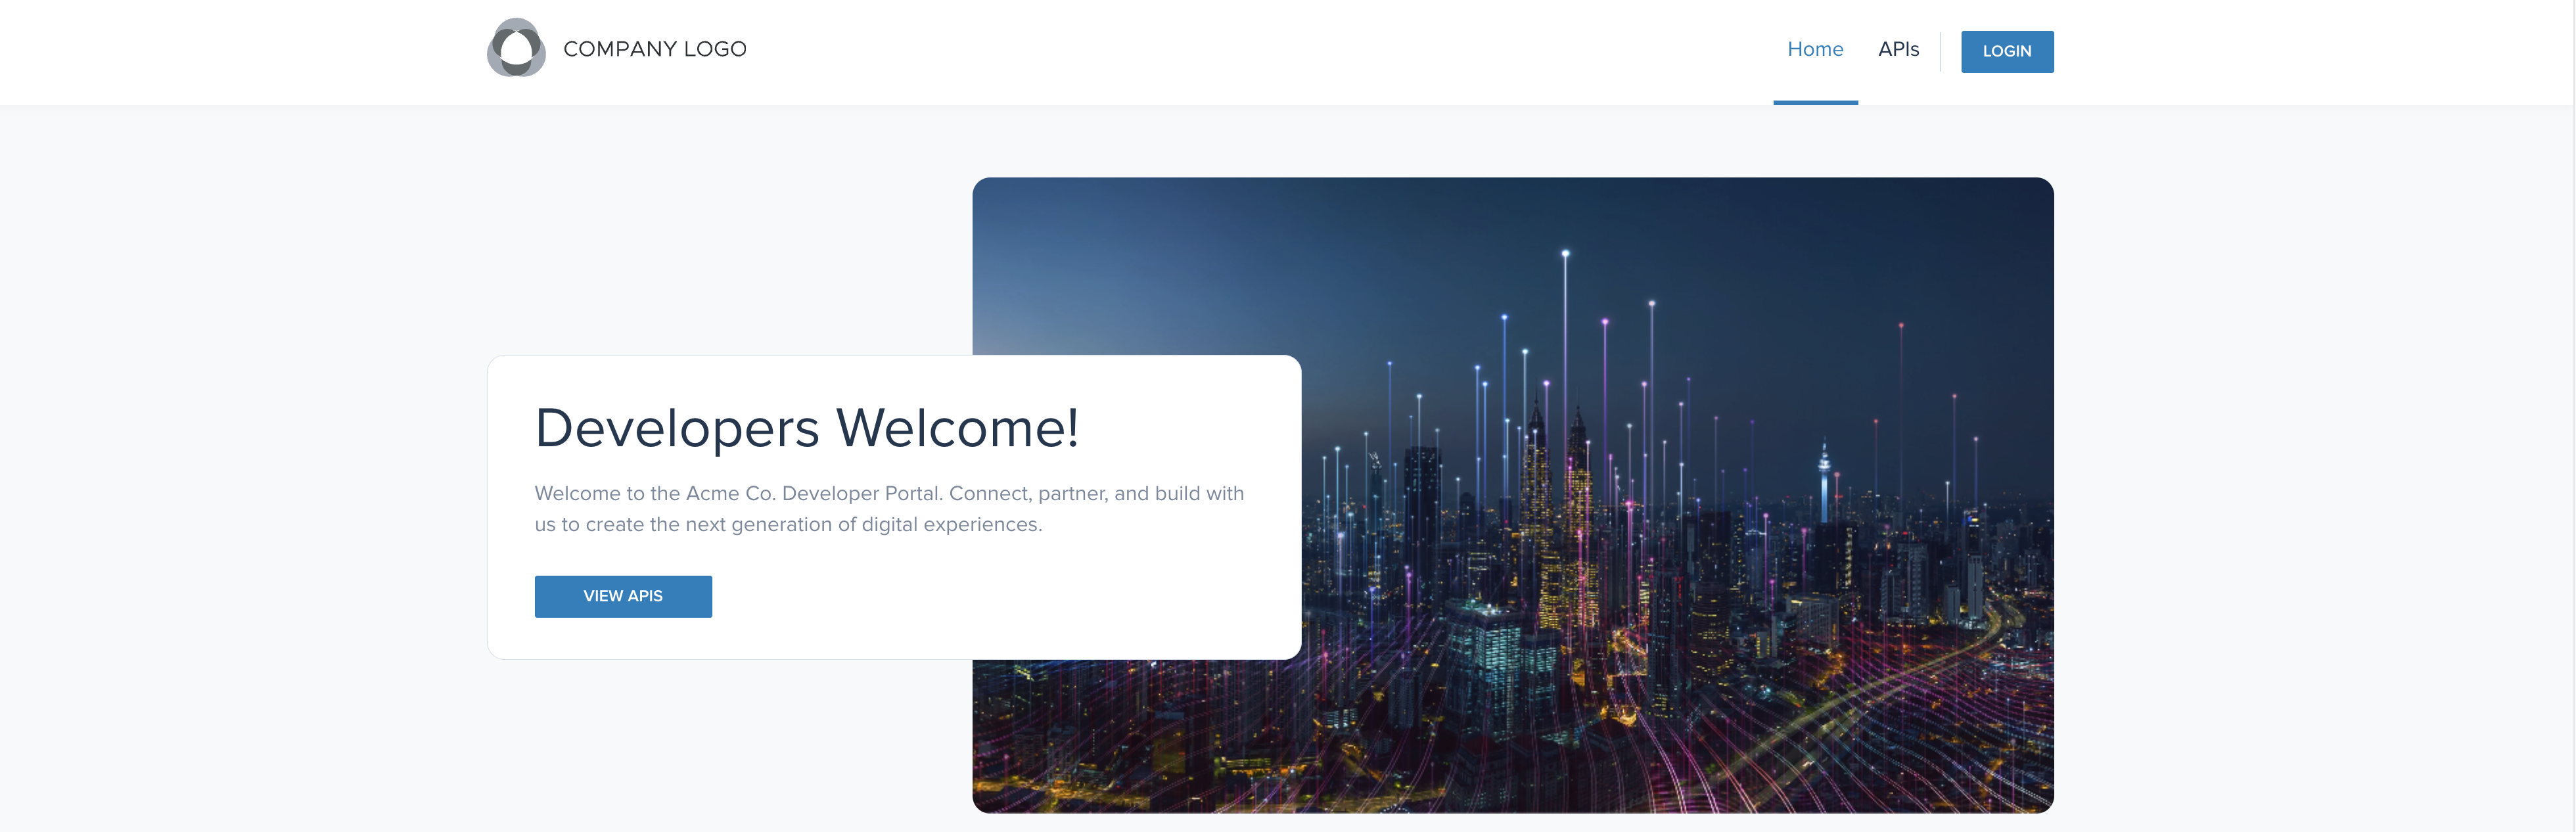 COMPANY LOGO
Home
APIs
LOGIN
Developers Welcome!
Welcome to the Acme Co. Developer Portal. Connect, partner, and build with
us to create the next generation of digital experiences.
VIEW APIS